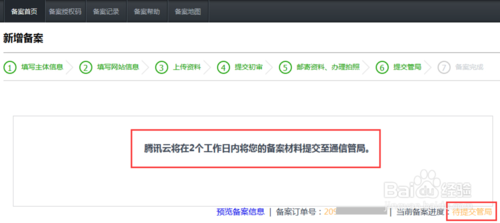 备案首页 备案授权码 备案记录 备案帮助 备案地图
新增备案
1 填写主体信息 2 填写网站信息 3 上传资料 4 提交初审 5 邮寄资料、办理拍照 6 提交管局 7 备案完成
腾讯云将在2个工作日内将您的备案材料提交至通信管局。
预览备案信息 | 备案订单号:209 | 当前备案进度:待提交管局
Baidu 经验